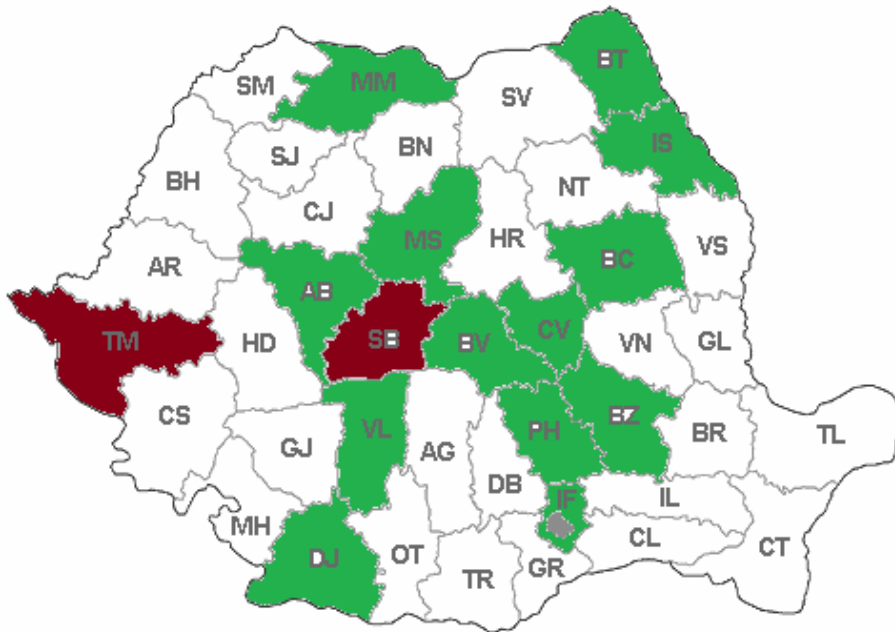 BT
SM
MM
SV
IS
SJ
BN
BH
NT
CJ
MS
HR
VS
BC
AR
AB
TM
HD
SB
BV
CV
VN
GL
CS
VL
BZ
GJ
PH
BR
TL
AG
DB
IF
IL
MH
CL
CT
DJ
OT
TR
GR